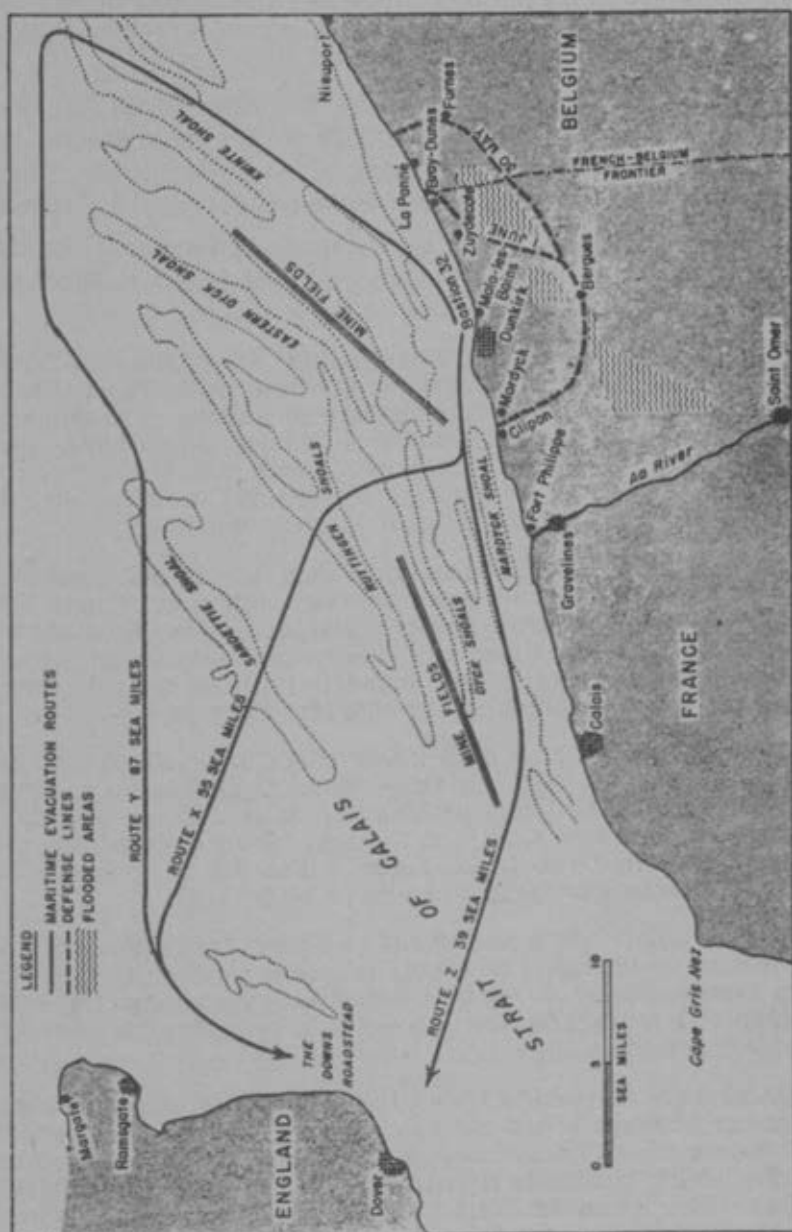 LEGEND
MARITIME EVACUATION ROUTES
DEFENSE LINES
FLOODED AREAS
ROUTE Y 87 SEA MILES
ROUTE X 55 SEA MILES
ROUTE Z 39 SEA MILES
Margate
Ramsgate
ENGLAND
Dover
THE
DOWNS
ROADSTEAD
STRAIT
OF CALAIS
SANDETTIE SHOAL
RUTTINGEN
SHOALS
KWINTE SHOAL
EASTERN DYCK SHOAL
MINE FIELDS
MINE FIELDS
DYCK SHOALS
MARDYCK SHOAL
Nieuport
BELGIUM
Furnes
La Panne
Bray-Dunes
Zuydcoote
30 MAY
1 JUNE
FRENCH-BELGIUM
FRONTIER
Bastion 32
Malo-les-
Bains
Dunkirk
Bergues
Mardyck
Clipon
Fort Philippe
Gravelines
AA River
Saint Omer
Calais
FRANCE
Cape Gris Nez
0 5 10
SEA MILES